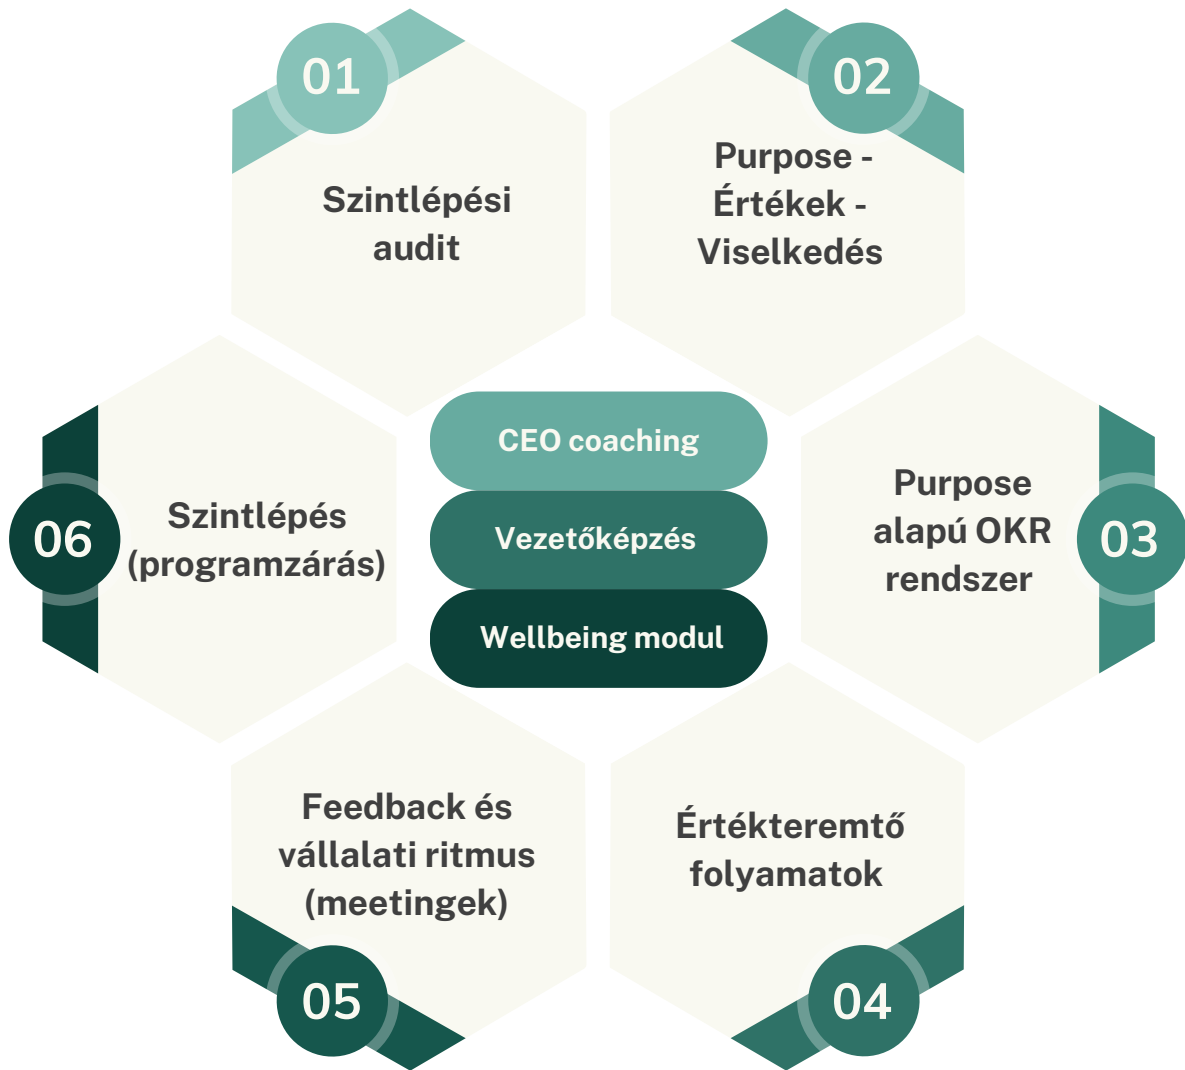 01
Szintlépési
audit
02
Purpose -
Értékek -
Viselkedés
03
Purpose
alapú OKR
rendszer
04
Értékteremtő
folyamatok
05
Feedback és
vállalati ritmus
(meetingek)
06
Szintlépés
(programzárás)
CEO coaching
Vezetőképzés
Wellbeing modul